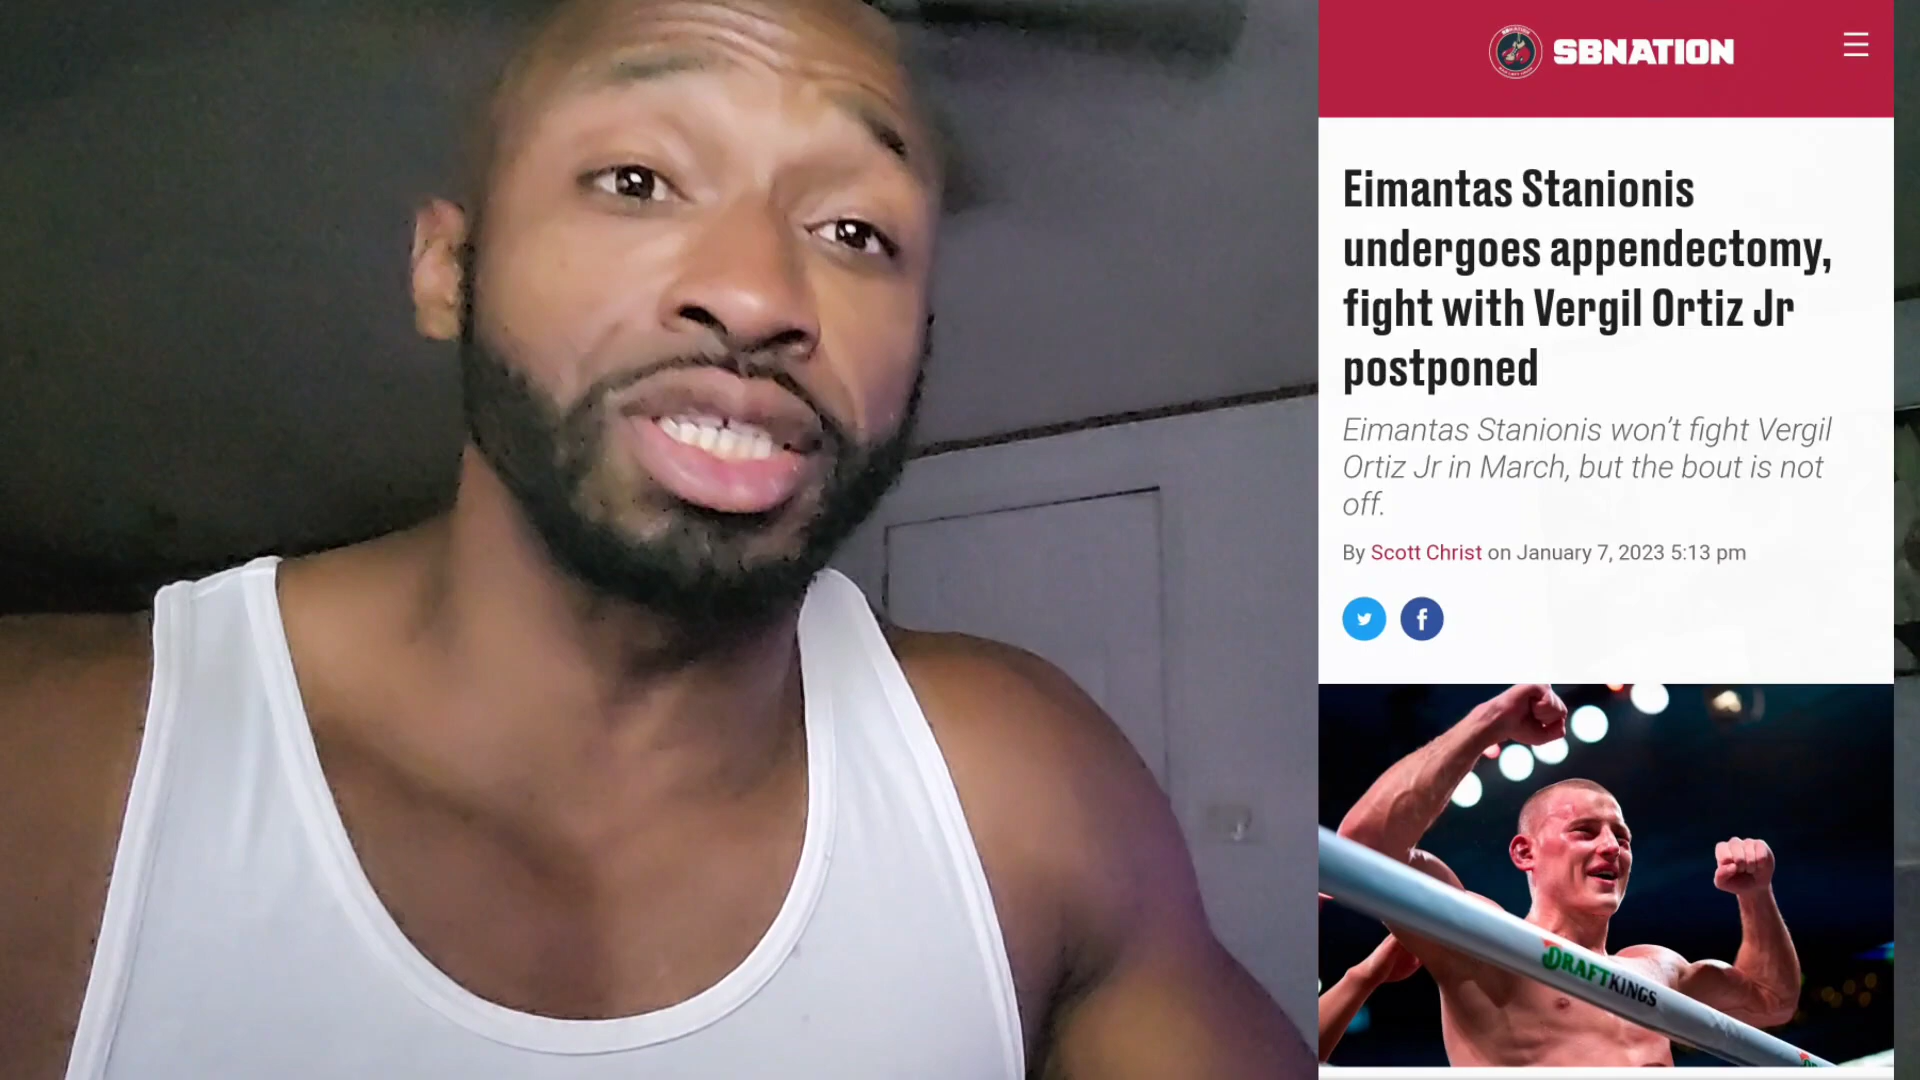 SBNATION
Eimantas Stanionis
undergoes appendectomy,
fight with Vergil Ortiz Jr
postponed
Eimantas Stanionis won’t fight Vergil
Ortiz Jr in March, but the bout is not
off.
By Scott Christ on January 7, 2023 5:13 pm
DRAFTKINGS